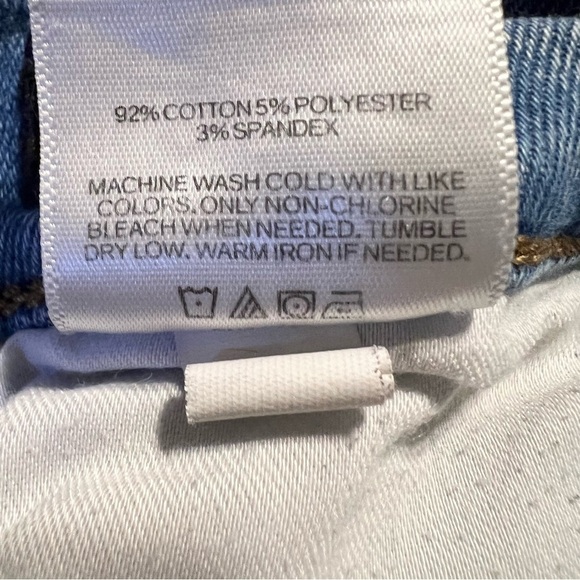 92% COTTON 5% POLYESTER
3% SPANDEX
MACHINE WASH COLD WITH LIKE
COLORS. ONLY NON-CHLORINE
BLEACH WHEN NEEDED. TUMBLE
DRY LOW. WARM IRON IF NEEDED.